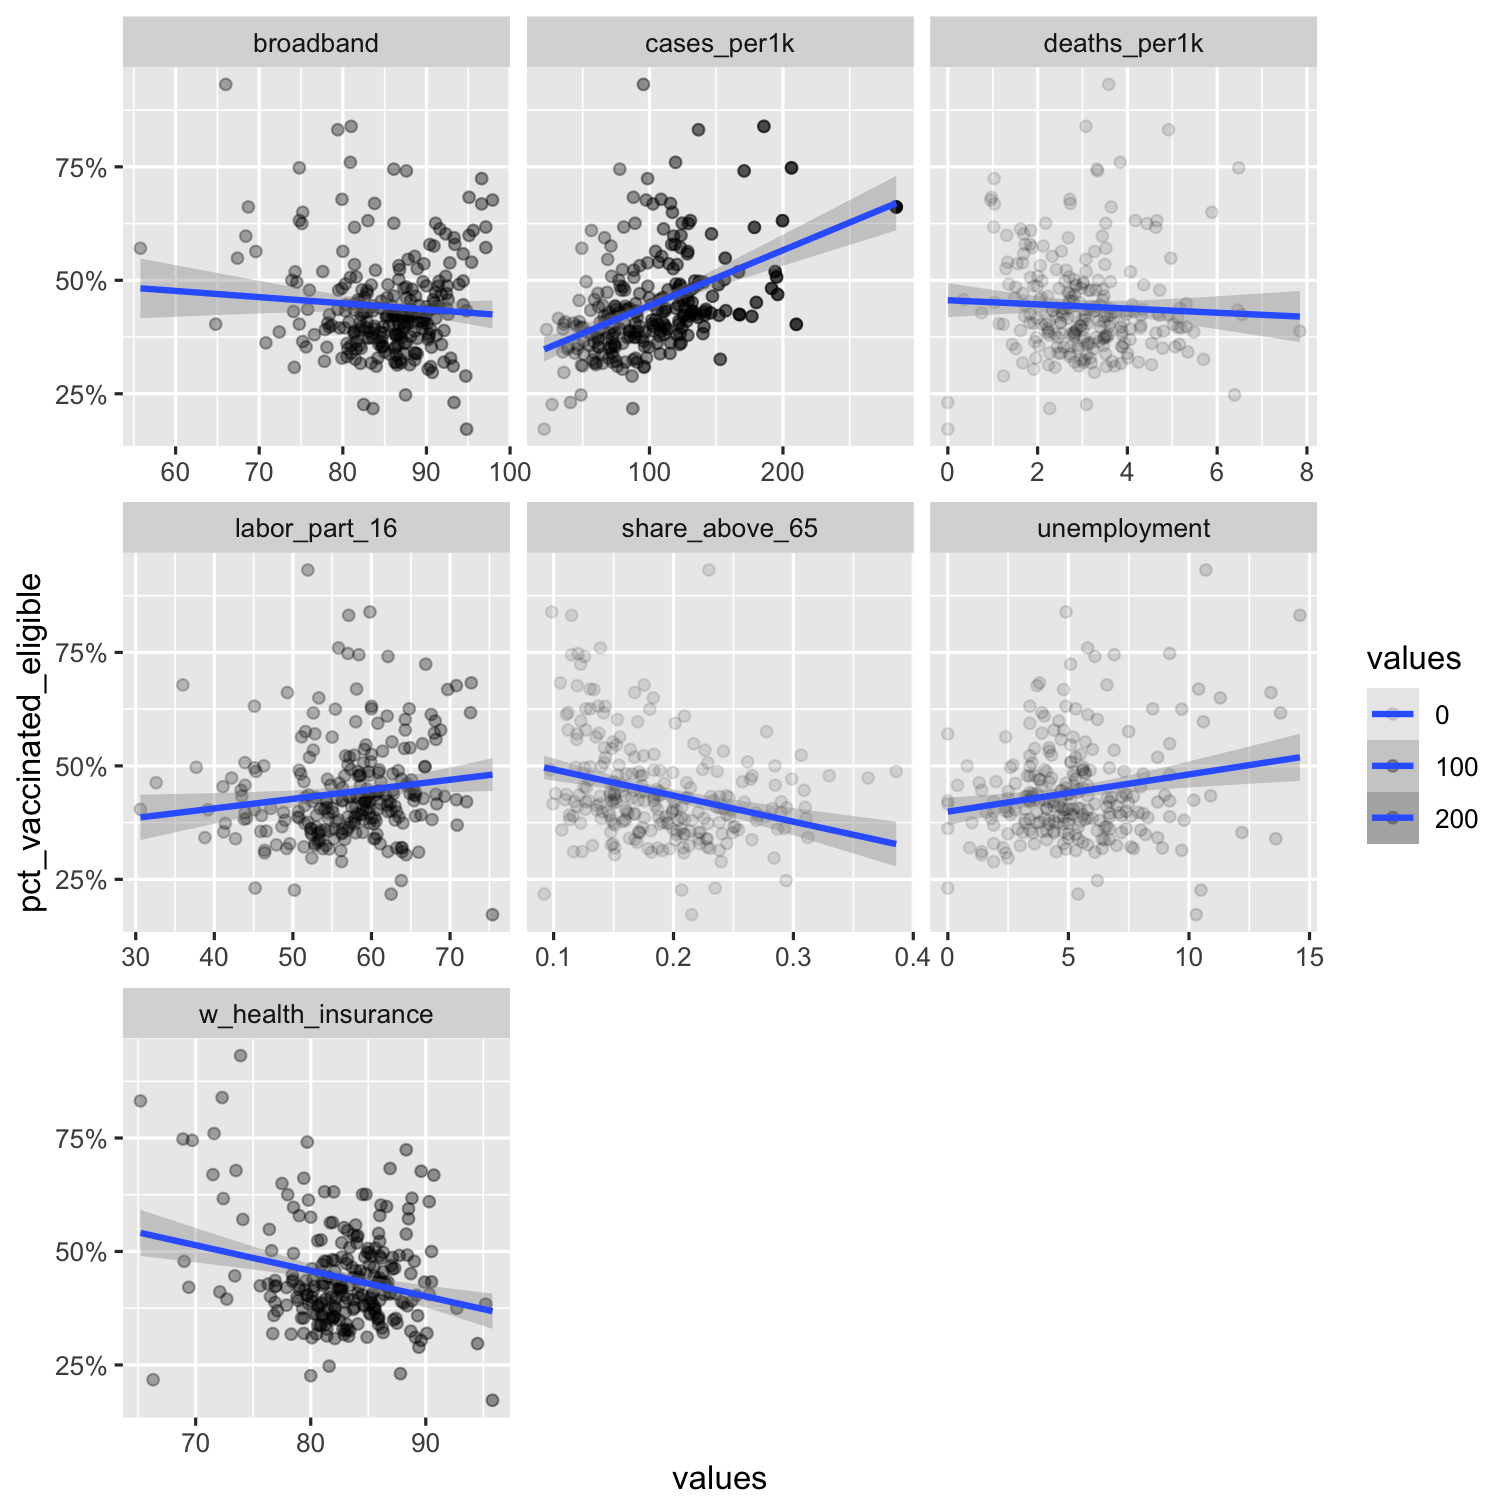 broadband cases_per1k deaths_per1k
75%
50%
25%
60 70 80 90 100 100 200 0 2 4 6 8
labor_part_16 share_above_65 unemployment
75%
50%
25%
30 40 50 60 70 0.1 0.2 0.3 0.4 0 5 10 15
w_health_insurance
75%
50%
25%
70 80 90
values
pct_vaccinated_eligible
values
0
100
200